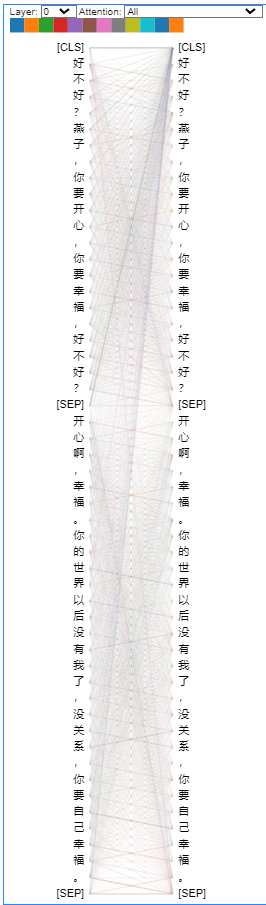 Layer: 0 Attention: All
[CLS] [CLS]
好 好
不 不
好 好
？ ？
燕 燕
子 子
， ，
你 你
要 要
开 开
心 心
， ，
你 你
要 要
幸 幸
福 福
， ，
好 好
不 不
好 好
？ ？
[SEP] [SEP]
开 开
心 心
啊 啊
， ，
幸 幸
福 福
。 。
你 你
的 的
世 世
界 界
以 以
后 后
没 没
有 有
我 我
了 了
， ，
没 没
关 关
系 系
， ，
你 你
要 要
自 自
己 己
幸 幸
福 福
。 。
[SEP] [SEP]